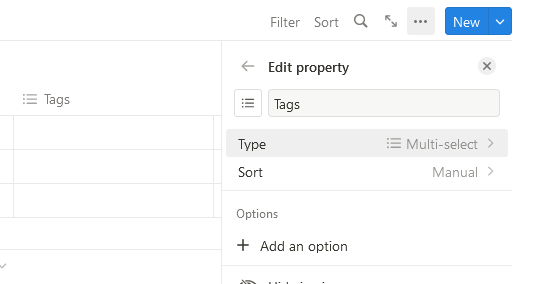 Filter Sort New
Edit property
Tags
Tags
Type Multi-select
Sort Manual
Options
Add an option